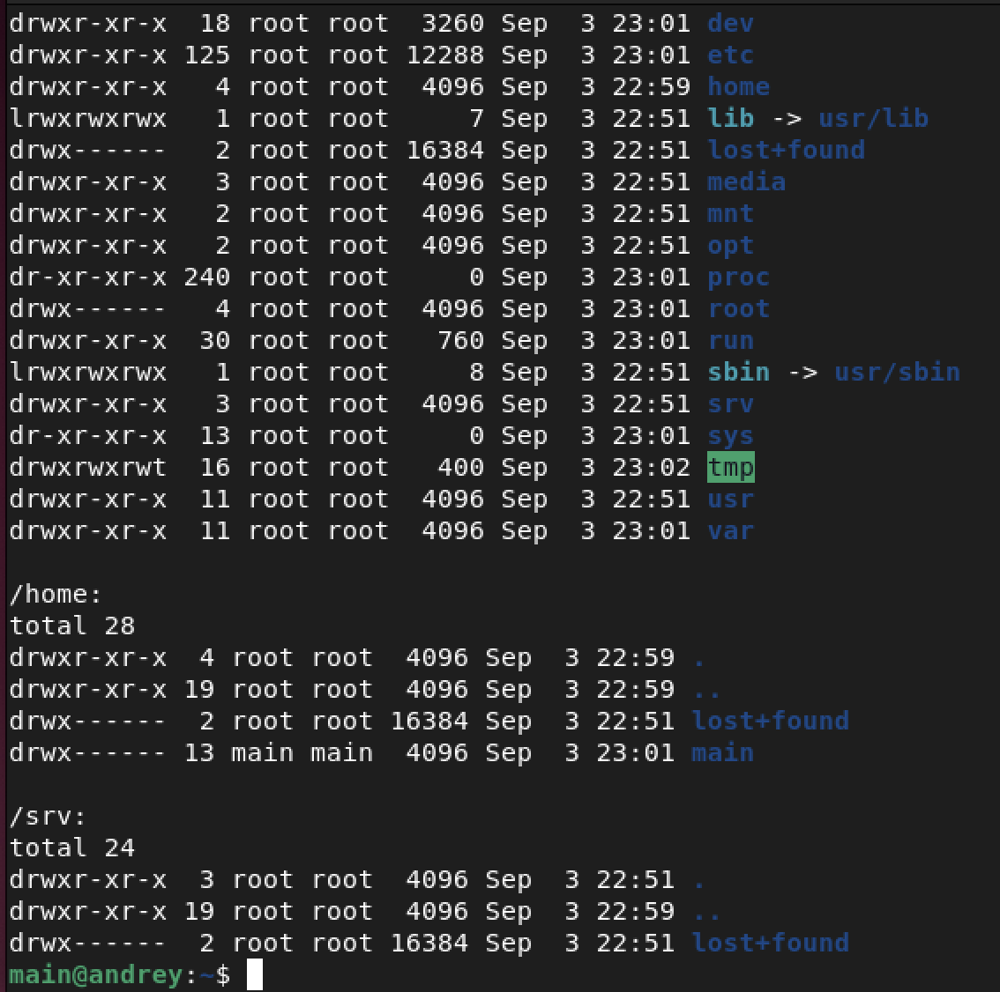 drwxr-xr-x  18 root root  3260 Sep  3 23:01 dev
drwxr-xr-x 125 root root 12288 Sep  3 23:01 etc
drwxr-xr-x   4 root root  4096 Sep  3 22:59 home
lrwxrwxrwx   1 root root     7 Sep  3 22:51 lib -> usr/lib
drwx------   2 root root 16384 Sep  3 22:51 lost+found
drwxr-xr-x   3 root root  4096 Sep  3 22:51 media
drwxr-xr-x   2 root root  4096 Sep  3 22:51 mnt
drwxr-xr-x   2 root root  4096 Sep  3 22:51 opt
dr-xr-xr-x 240 root root     0 Sep  3 23:01 proc
drwx------   4 root root  4096 Sep  3 23:01 root
drwxr-xr-x  30 root root   760 Sep  3 23:01 run
lrwxrwxrwx   1 root root     8 Sep  3 22:51 sbin -> usr/sbin
drwxr-xr-x   3 root root  4096 Sep  3 22:51 srv
dr-xr-xr-x  13 root root     0 Sep  3 23:01 sys
drwxrwxrwt  16 root root   400 Sep  3 23:02 tmp
drwxr-xr-x  11 root root  4096 Sep  3 22:51 usr
drwxr-xr-x  11 root root  4096 Sep  3 23:01 var

/home:
total 28
drwxr-xr-x  4 root root  4096 Sep  3 22:59 .
drwxr-xr-x 19 root root  4096 Sep  3 22:59 ..
drwx------  2 root root 16384 Sep  3 22:51 lost+found
drwx------ 13 main main  4096 Sep  3 23:01 main

/srv:
total 24
drwxr-xr-x  3 root root  4096 Sep  3 22:51 .
drwxr-xr-x 19 root root  4096 Sep  3 22:59 ..
drwx------  2 root root 16384 Sep  3 22:51 lost+found
main@andrey:~$